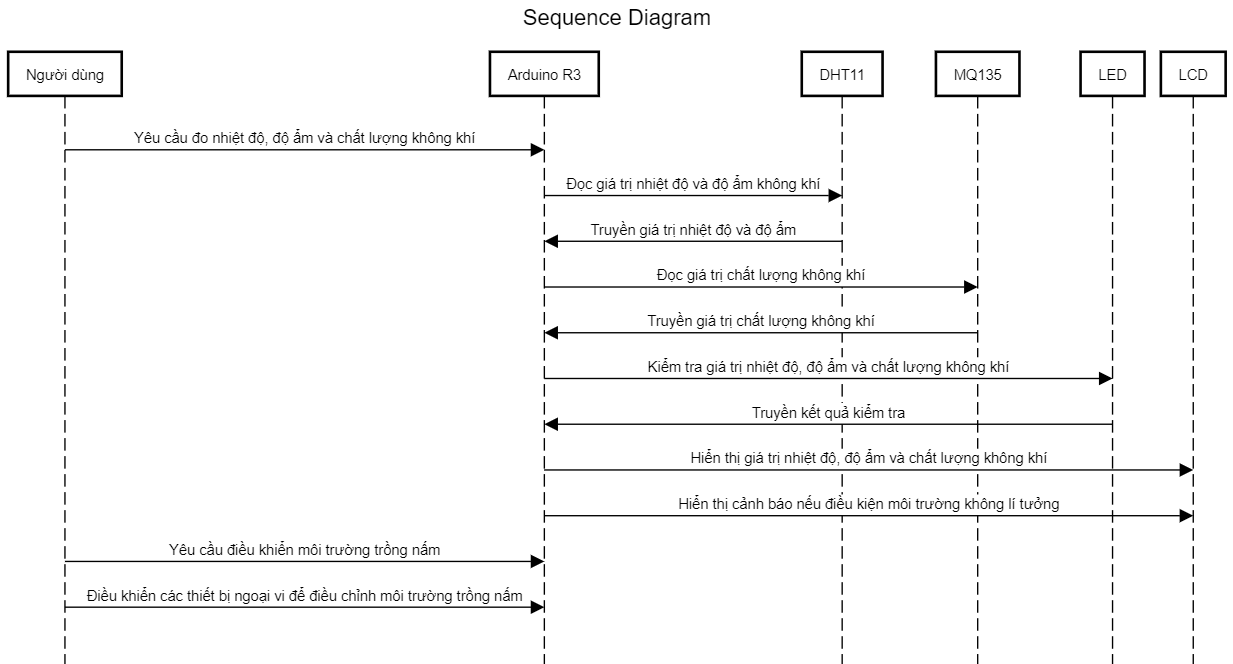 Sequence Diagram
Người dùng
Arduino R3
DHT11
MQ135
LED
LCD
Yêu cầu đo nhiệt độ, độ ẩm và chất lượng không khí
Đọc giá trị nhiệt độ và độ ẩm không khí
Truyền giá trị nhiệt độ và độ ẩm
Đọc giá trị chất lượng không khí
Truyền giá trị chất lượng không khí
Kiểm tra giá trị nhiệt độ, độ ẩm và chất lượng không khí
Truyền kết quả kiểm tra
Hiển thị giá trị nhiệt độ, độ ẩm và chất lượng không khí
Hiển thị cảnh báo nếu điều kiện môi trường không lí tưởng
Yêu cầu điều khiển môi trường trồng nấm
Điều khiển các thiết bị ngoại vi để điều chỉnh môi trường trồng nấm